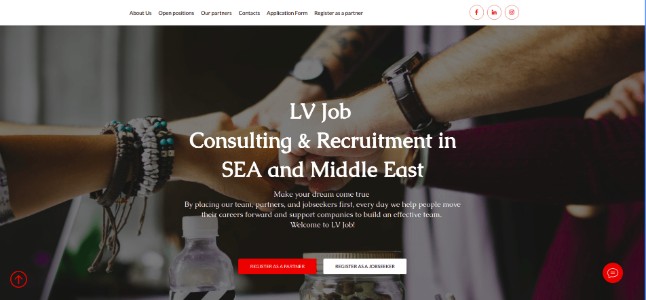 About Us Open positions Our partners Contacts Application Form Register as a partner
LV Job
Consulting & Recruitment in
SEA and Middle East
Make your dream come true
By placing our team, partners, and jobseekers first, every day we help people move
their careers forward and support companies to build an effective team.
Welcome to LV Job!
REGISTER AS A PARTNER REGISTER AS A JOBSEEKER